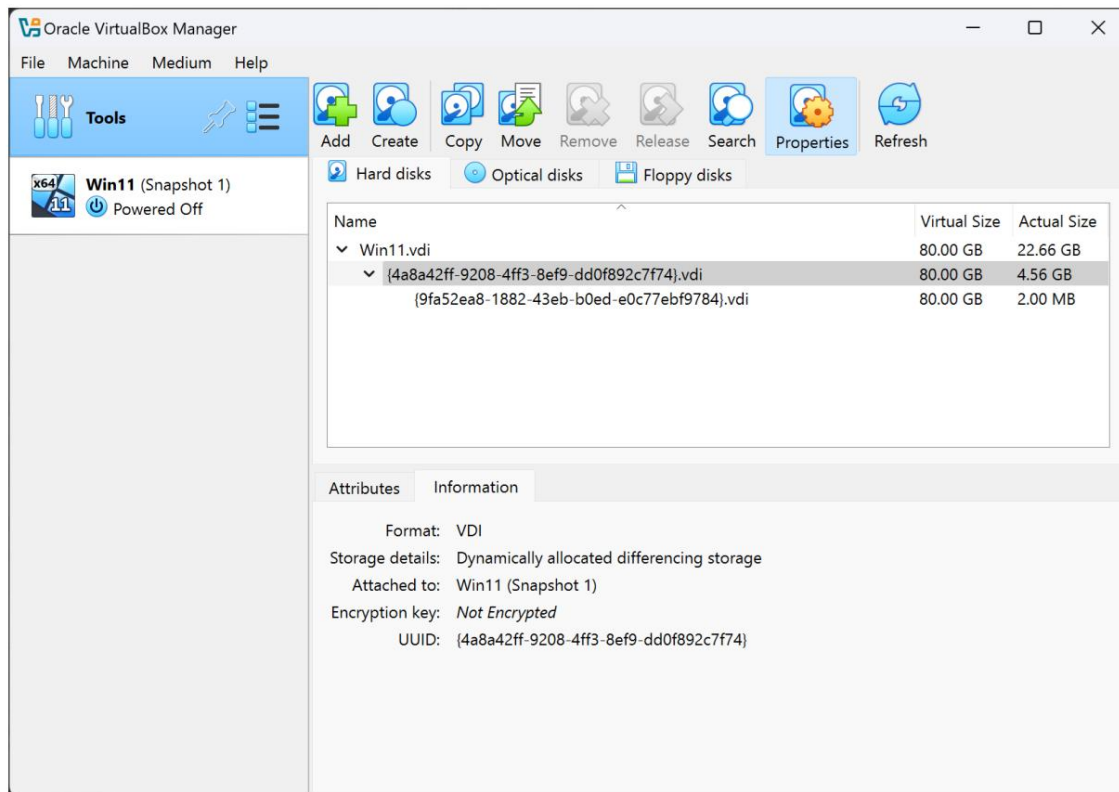 Oracle VirtualBox Manager
File Machine Medium Help
Tools
Add Create Copy Move Remove Release Search Properties Refresh
x64 11 Win11 (Snapshot 1)
Powered Off
Hard disks Optical disks Floppy disks
Name Virtual Size Actual Size
Win11.vdi 80.00 GB 22.66 GB
{4a8a42ff-9208-4ff3-8ef9-dd0f892c7f74}.vdi 80.00 GB 4.56 GB
{9fa52ea8-1882-43eb-b0ed-e0c77ebf9784}.vdi 80.00 GB 2.00 MB
Attributes Information
Format: VDI
Storage details: Dynamically allocated differencing storage
Attached to: Win11 (Snapshot 1)
Encryption key: Not Encrypted
UUID: {4a8a42ff-9208-4ff3-8ef9-dd0f892c7f74}